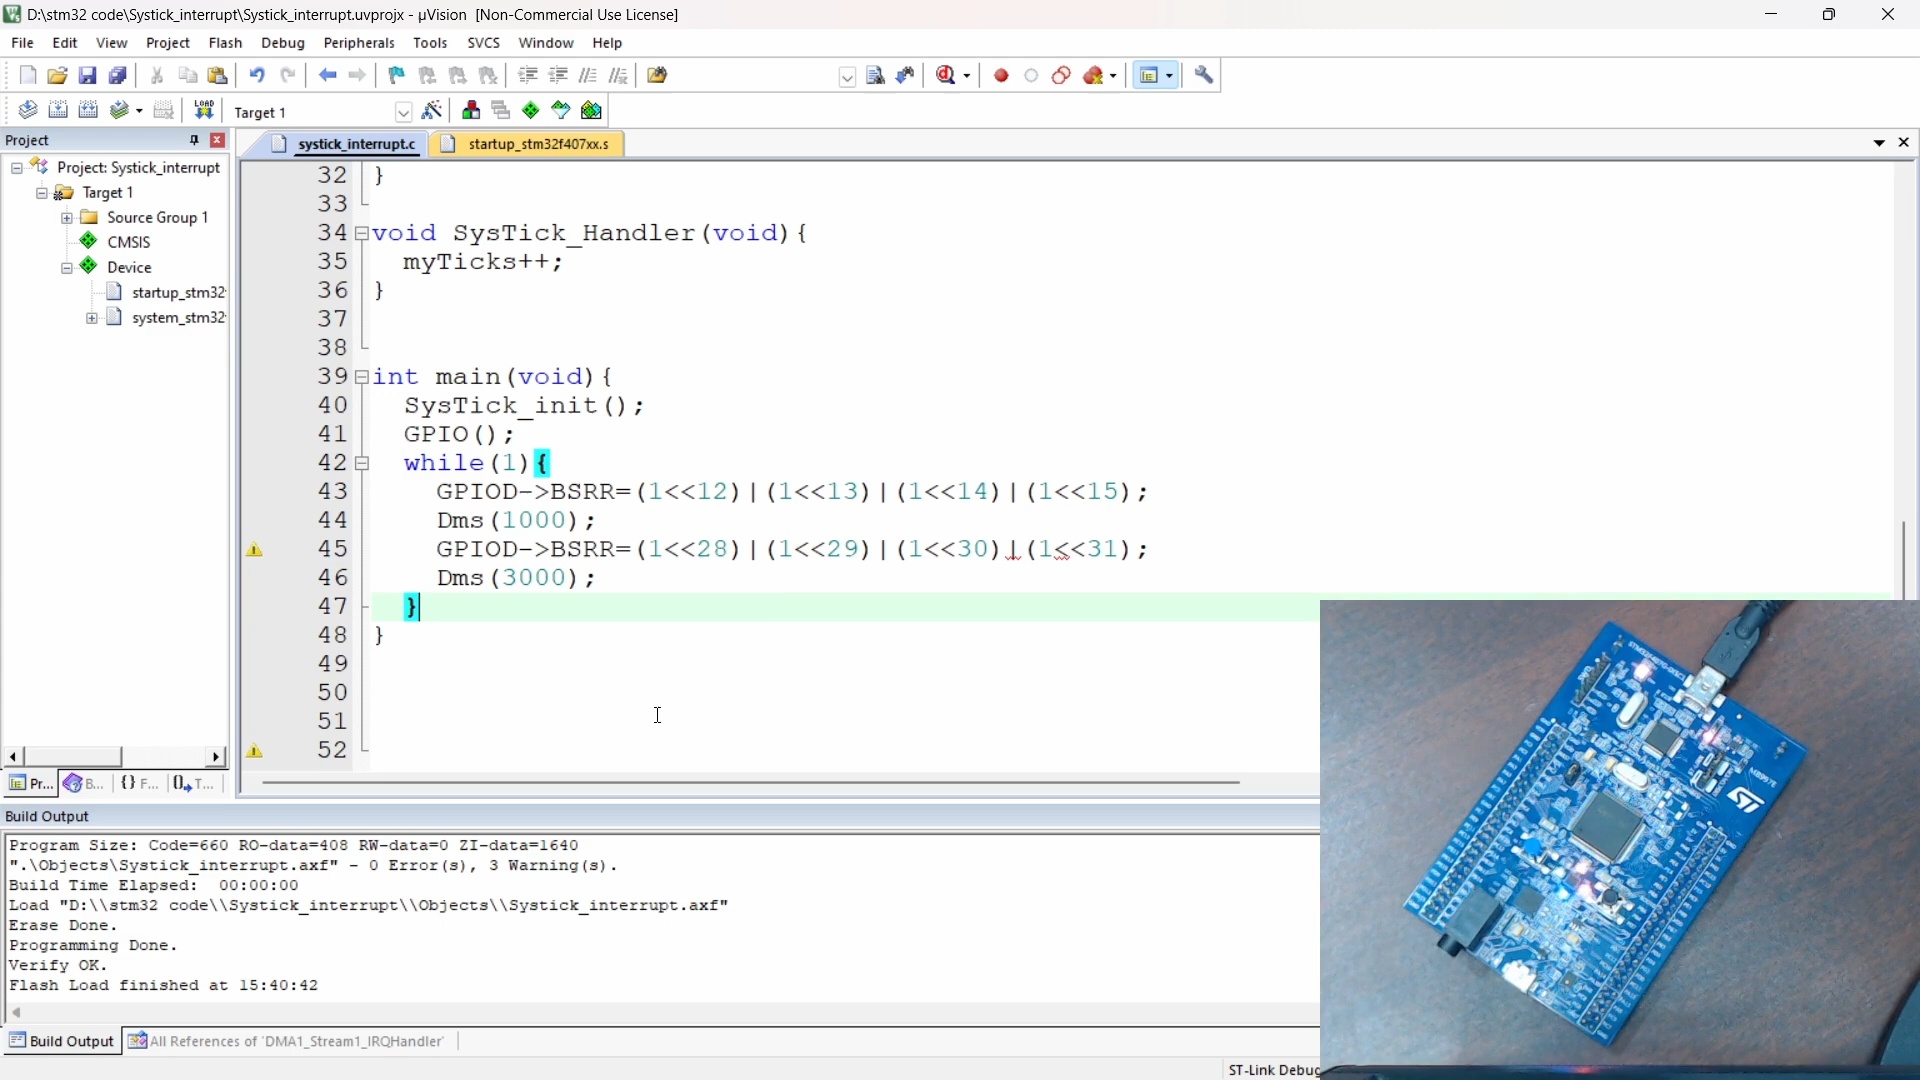 D:\stm32 code\Systick_interrupt\Systick_interrupt.uvprojx - µVision [Non-Commercial Use License]
File Edit View Project Flash Debug Peripherals Tools SVCS Window Help
LOAD Target 1
Project
systick_interrupt.c startup_stm32f407xx.s
Project: Systick_interrupt
Target 1
Source Group 1
CMSIS
Device
startup_stm32
system_stm32
32 }
33
34 void SysTick_Handler(void){
35 myTicks++;
36 }
37
38
39 int main(void){
40 SysTick_init();
41 GPIO();
42 while(1){
43 GPIOD->BSRR=(1<<12)|(1<<13)|(1<<14)|(1<<15);
44 Dms(1000);
45 GPIOD->BSRR=(1<<28)|(1<<29)|(1<<30)|(1<<31);
46 Dms(3000);
47 }
48 }
49
50
51
52
Pr... B... {} F... T...
Build Output
Program Size: Code=660 RO-data=408 RW-data=0 ZI-data=1640
".\Objects\Systick_interrupt.axf" - 0 Error(s), 3 Warning(s).
Build Time Elapsed: 00:00:00
Load "D:\\stm32 code\\Systick_interrupt\\Objects\\Systick_interrupt.axf"
Erase Done.
Programming Done.
Verify OK.
Flash Load finished at 15:40:42
Build Output All References of 'DMA1_Stream1_IRQHandler'
ST-Link Debug
MB997E
ST